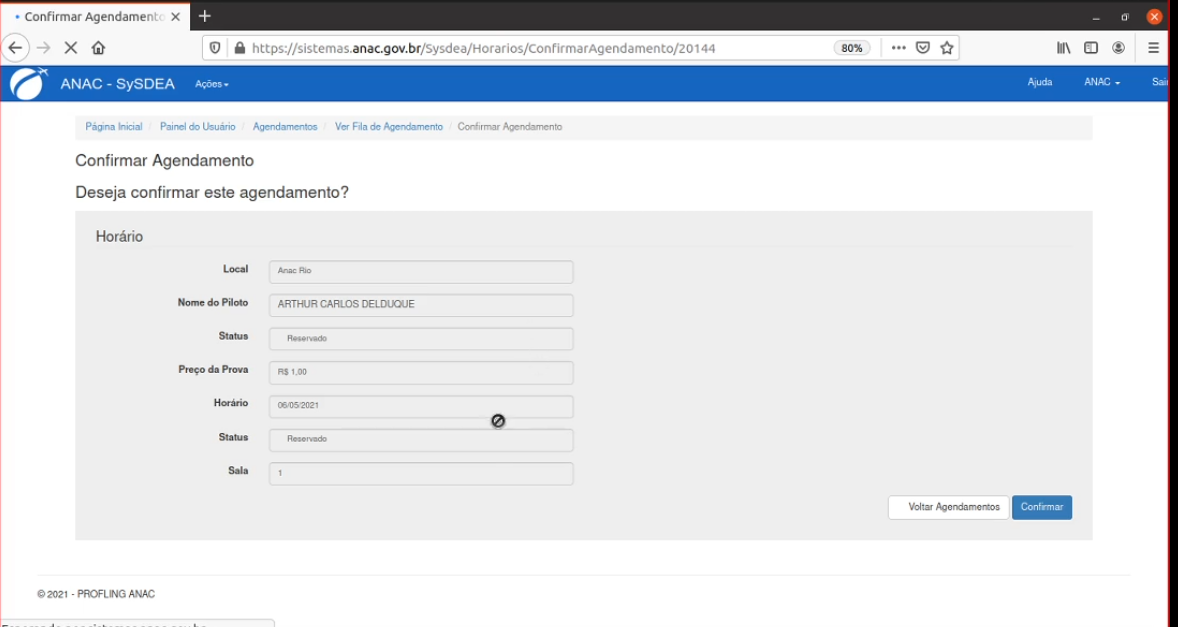 Confirmar Agendamento
https://sistemas.anac.gov.br/Sysdea/Horarios/ConfirmarAgendamento/20144
80%
ANAC - SySDEA Ações Ajuda ANAC Sair
Página Inicial / Painel do Usuário / Agendamentos / Ver Fila de Agendamento / Confirmar Agendamento
Confirmar Agendamento
Deseja confirmar este agendamento?
Horário
Local Anac Rio
Nome do Piloto ARTHUR CARLOS DELDUQUE
Status Reservado
Preço da Prova R$ 1,00
Horário 06/05/2021
Status Reservado
Sala 1
Voltar Agendamentos Confirmar
© 2021 - PROFLING ANAC